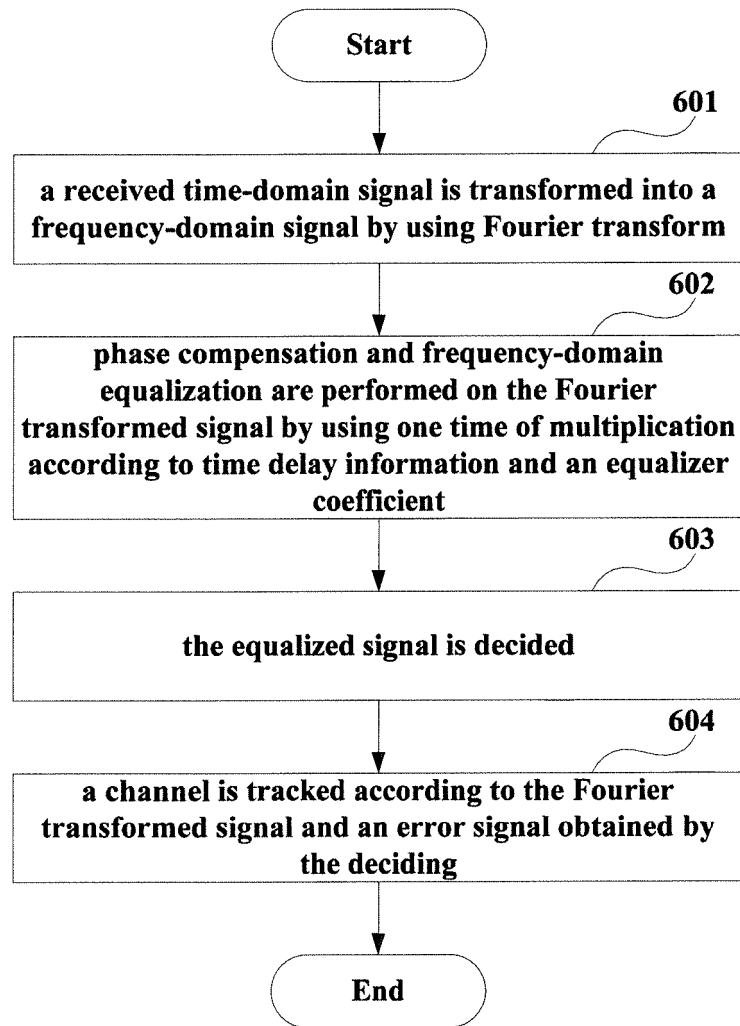 Start
601
a received time-domain signal is transformed into a
frequency-domain signal by using Fourier transform
602
phase compensation and frequency-domain
equalization are performed on the Fourier
transformed signal by using one time of multiplication
according to time delay information and an equalizer
coefficient
603
the equalized signal is decided
604
a channel is tracked according to the Fourier
transformed signal and an error signal obtained by
the deciding
End